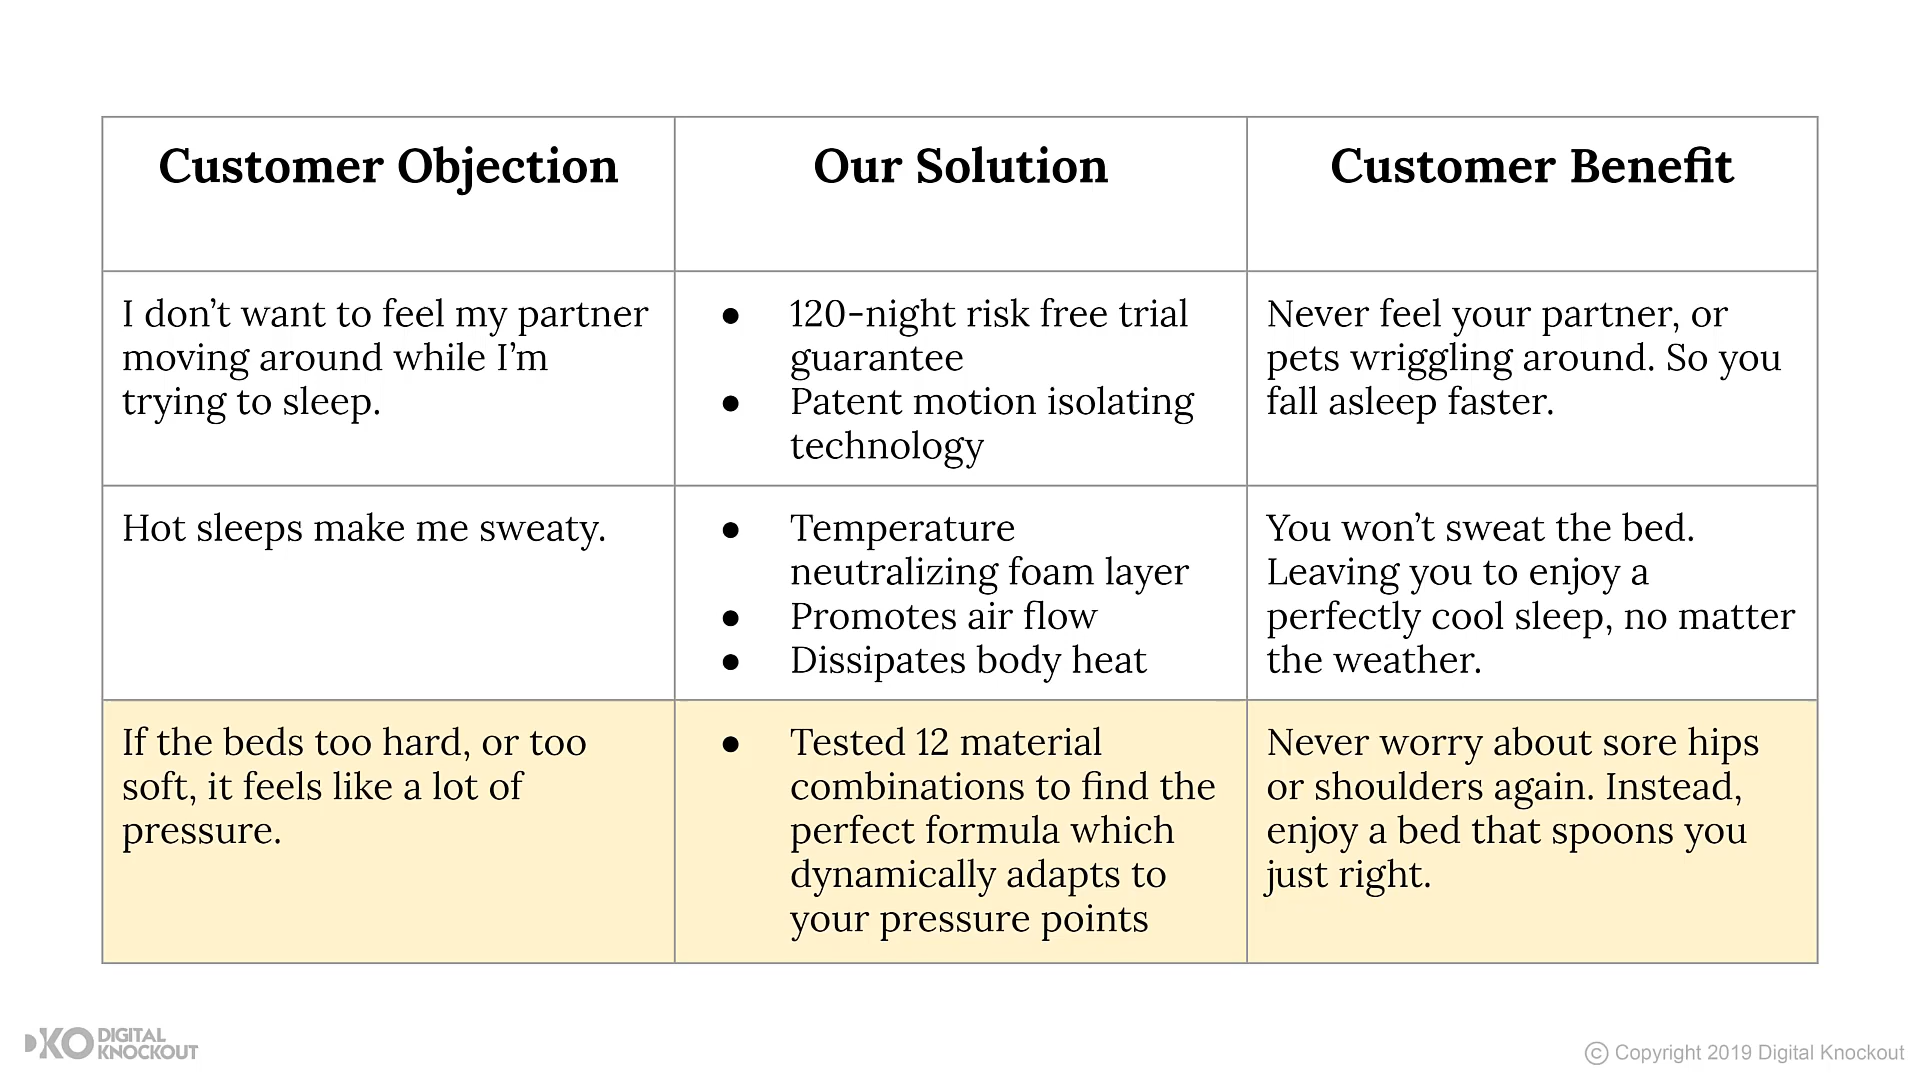 Customer Objection
Our Solution
Customer Benefit
I don’t want to feel my partner
moving around while I’m
trying to sleep.
● 120-night risk free trial
guarantee
● Patent motion isolating
technology
Never feel your partner, or
pets wriggling around. So you
fall asleep faster.
Hot sleeps make me sweaty.
● Temperature
neutralizing foam layer
● Promotes air flow
● Dissipates body heat
You won’t sweat the bed.
Leaving you to enjoy a
perfectly cool sleep, no matter
the weather.
If the beds too hard, or too
soft, it feels like a lot of
pressure.
● Tested 12 material
combinations to find the
perfect formula which
dynamically adapts to
your pressure points
Never worry about sore hips
or shoulders again. Instead,
enjoy a bed that spoons you
just right.
DKO DIGITAL
KNOCKOUT
© Copyright 2019 Digital Knockout